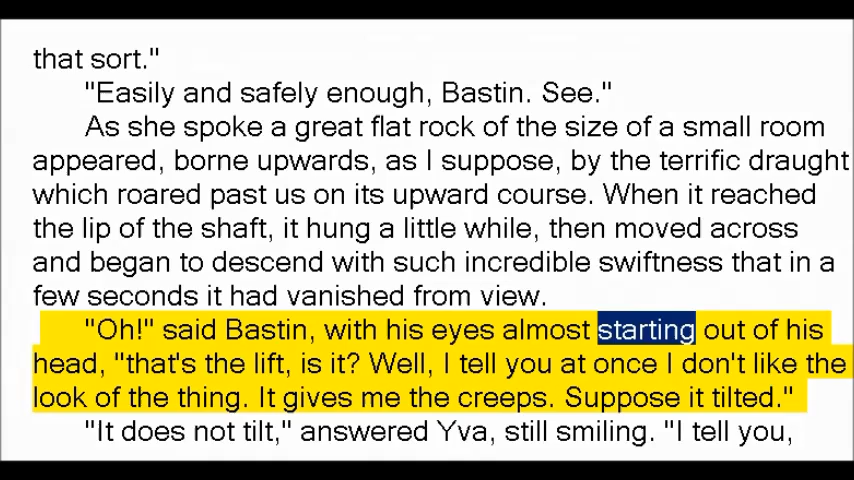 that sort."
"Easily and safely enough, Bastin. See."
As she spoke a great flat rock of the size of a small room
appeared, borne upwards, as I suppose, by the terrific draught
which roared past us on its upward course. When it reached
the lip of the shaft, it hung a little while, then moved across
and began to descend with such incredible swiftness that in a
few seconds it had vanished from view.
"Oh!" said Bastin, with his eyes almost starting out of his
head, "that's the lift, is it? Well, I tell you at once I don't like the
look of the thing. It gives me the creeps. Suppose it tilted."
"It does not tilt," answered Yva, still smiling. "I tell you,